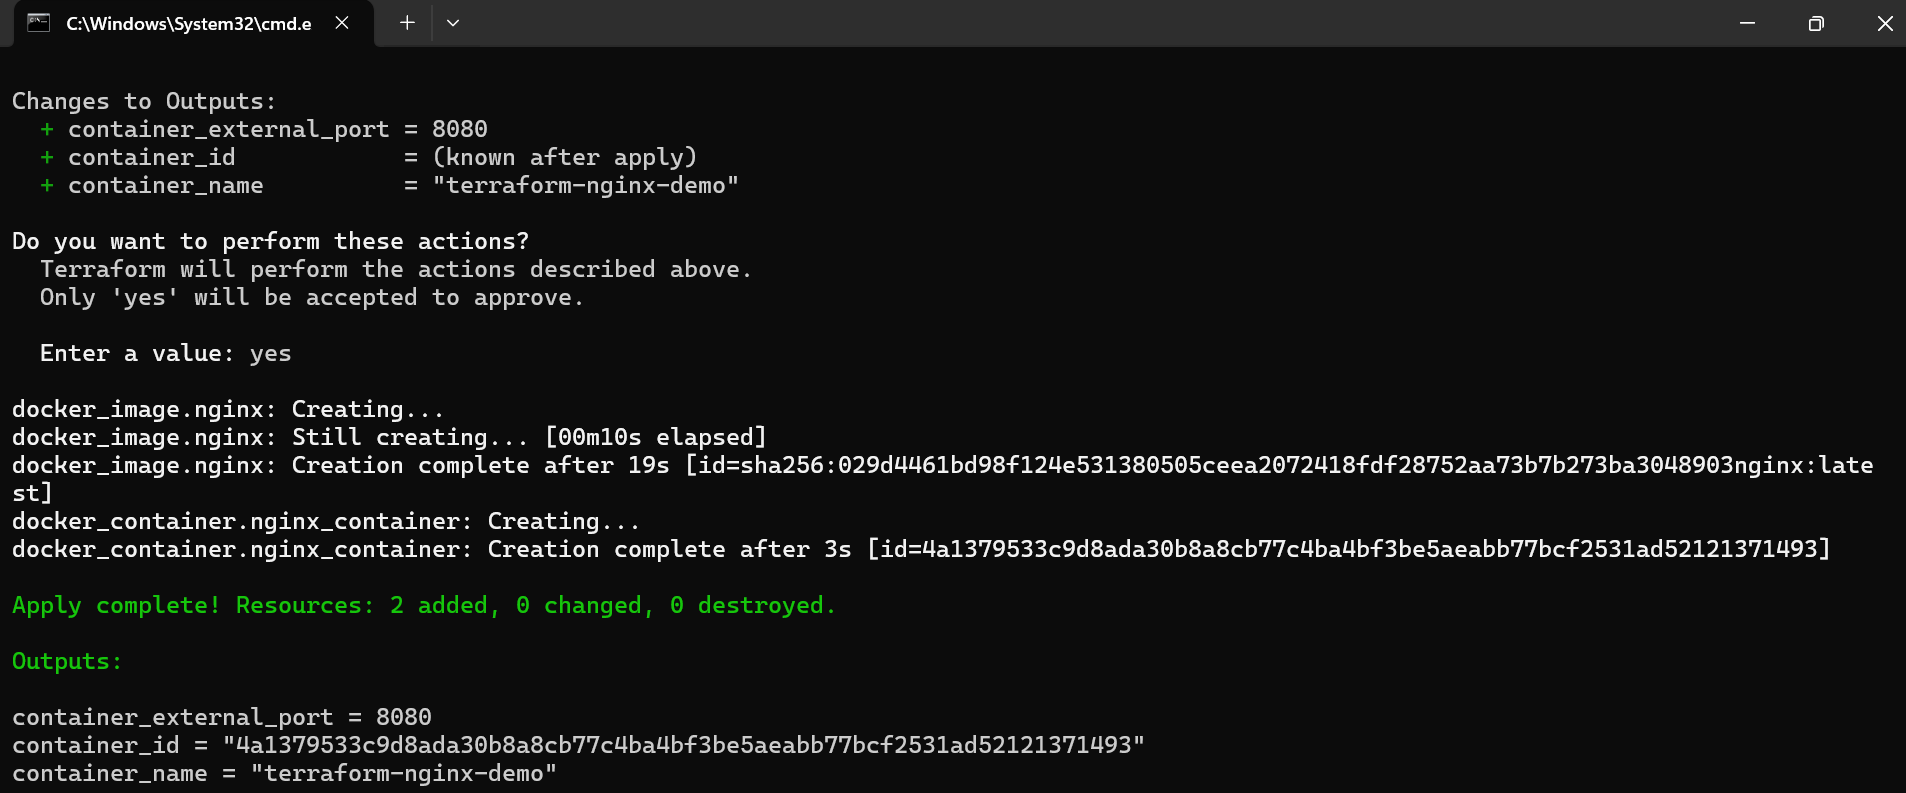 C:\Windows\System32\cmd.e
Changes to Outputs:
+ container_external_port = 8080
+ container_id            = (known after apply)
+ container_name          = "terraform-nginx-demo"
Do you want to perform these actions?
Terraform will perform the actions described above.
Only 'yes' will be accepted to approve.
Enter a value: yes
docker_image.nginx: Creating...
docker_image.nginx: Still creating... [00m10s elapsed]
docker_image.nginx: Creation complete after 19s [id=sha256:029d4461bd98f124e531380505ceea2072418fdf28752aa73b7b273ba3048903nginx:late
st]
docker_container.nginx_container: Creating...
docker_container.nginx_container: Creation complete after 3s [id=4a1379533c9d8ada30b8a8cb77c4ba4bf3be5aeabb77bcf2531ad52121371493]
Apply complete! Resources: 2 added, 0 changed, 0 destroyed.
Outputs:
container_external_port = 8080
container_id = "4a1379533c9d8ada30b8a8cb77c4ba4bf3be5aeabb77bcf2531ad52121371493"
container_name = "terraform-nginx-demo"